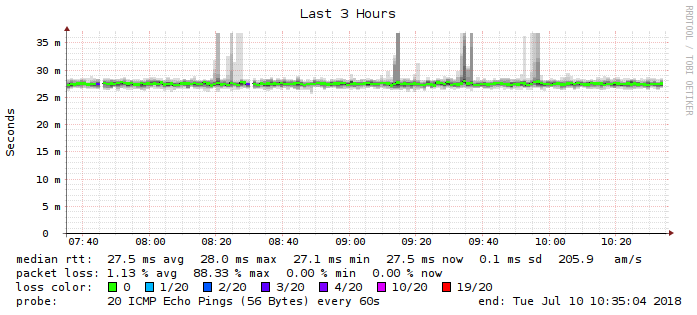 Last 3 Hours
RRDTOOL / TOBI OETIKER
Seconds
35 m
30 m
25 m
20 m
15 m
10 m
5 m
0
07:40 08:00 08:20 08:40 09:00 09:20 09:40 10:00 10:20
median rtt: 27.5 ms avg 28.0 ms max 27.1 ms min 27.5 ms now 0.1 ms sd 205.9 am/s
packet loss: 1.13 % avg 88.33 % max 0.00 % min 0.00 % now
loss color: 0 1/20 2/20 3/20 4/20 10/20 19/20
probe: 20 ICMP Echo Pings (56 Bytes) every 60s end: Tue Jul 10 10:35:04 2018